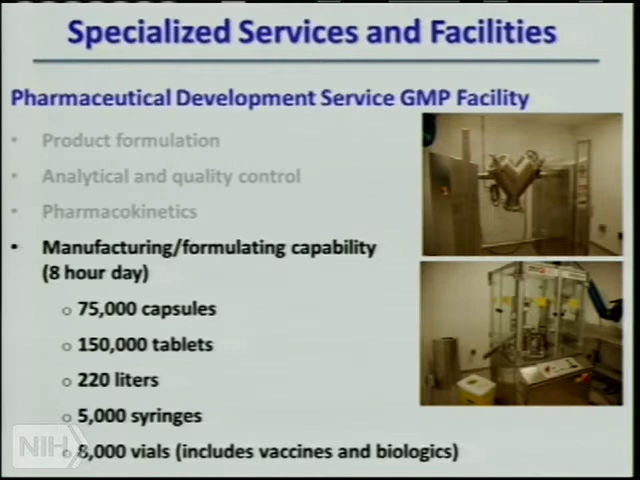 Specialized Services and Facilities
Pharmaceutical Development Service GMP Facility
• Product formulation
• Analytical and quality control
• Pharmacokinetics
• Manufacturing/formulating capability
(8 hour day)
o 75,000 capsules
o 150,000 tablets
o 220 liters
o 5,000 syringes
o 8,000 vials (includes vaccines and biologics)
NIH